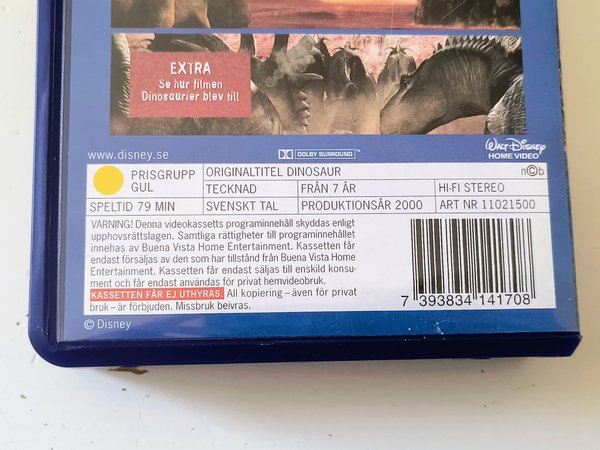 EXTRA
Se hur filmen
Dinosaurier blev till
www.disney.se
DOLBY SURROUND
WALT DISNEY
HOME VIDEO
PRISGRUPP
GUL
ORIGINALTITEL DINOSAUR
n©b
TECKNAD FRÅN 7 ÅR HI-FI STEREO
SPELTID 79 MIN SVENSKT TAL PRODUKTIONSÅR 2000 ART NR 11021500
VARNING! Denna videokassetts programinnehåll skyddas enligt
upphovsrättslagen. Samtliga rättigheter till programinnehållet
innehas av Buena Vista Home Entertainment. Kassetten får
endast försäljas av den som har tillstånd från Buena Vista Home
Entertainment. Kassetten får endast säljas till enskild konsu-
ment och får endast användas för privat hemvideobruk.
KASSETTEN FÅR EJ UTHYRAS. All kopiering – även för privat
bruk – är förbjuden. Missbruk beivras.
7 393834 141708
© Disney